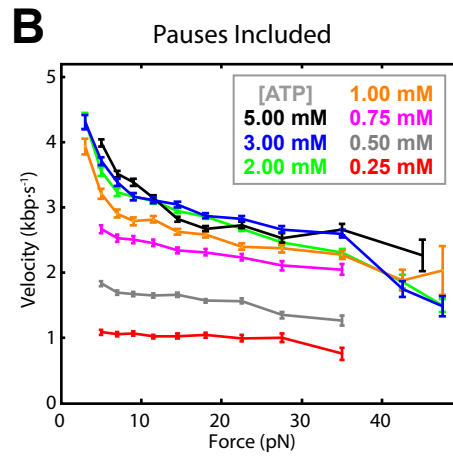 B
Pauses Included
[ATP]
5.00 mM
3.00 mM
2.00 mM
1.00 mM
0.75 mM
0.50 mM
0.25 mM
Velocity (kbp·s⁻¹)
5
4
3
2
1
0
0 10 20 30 40
Force (pN)